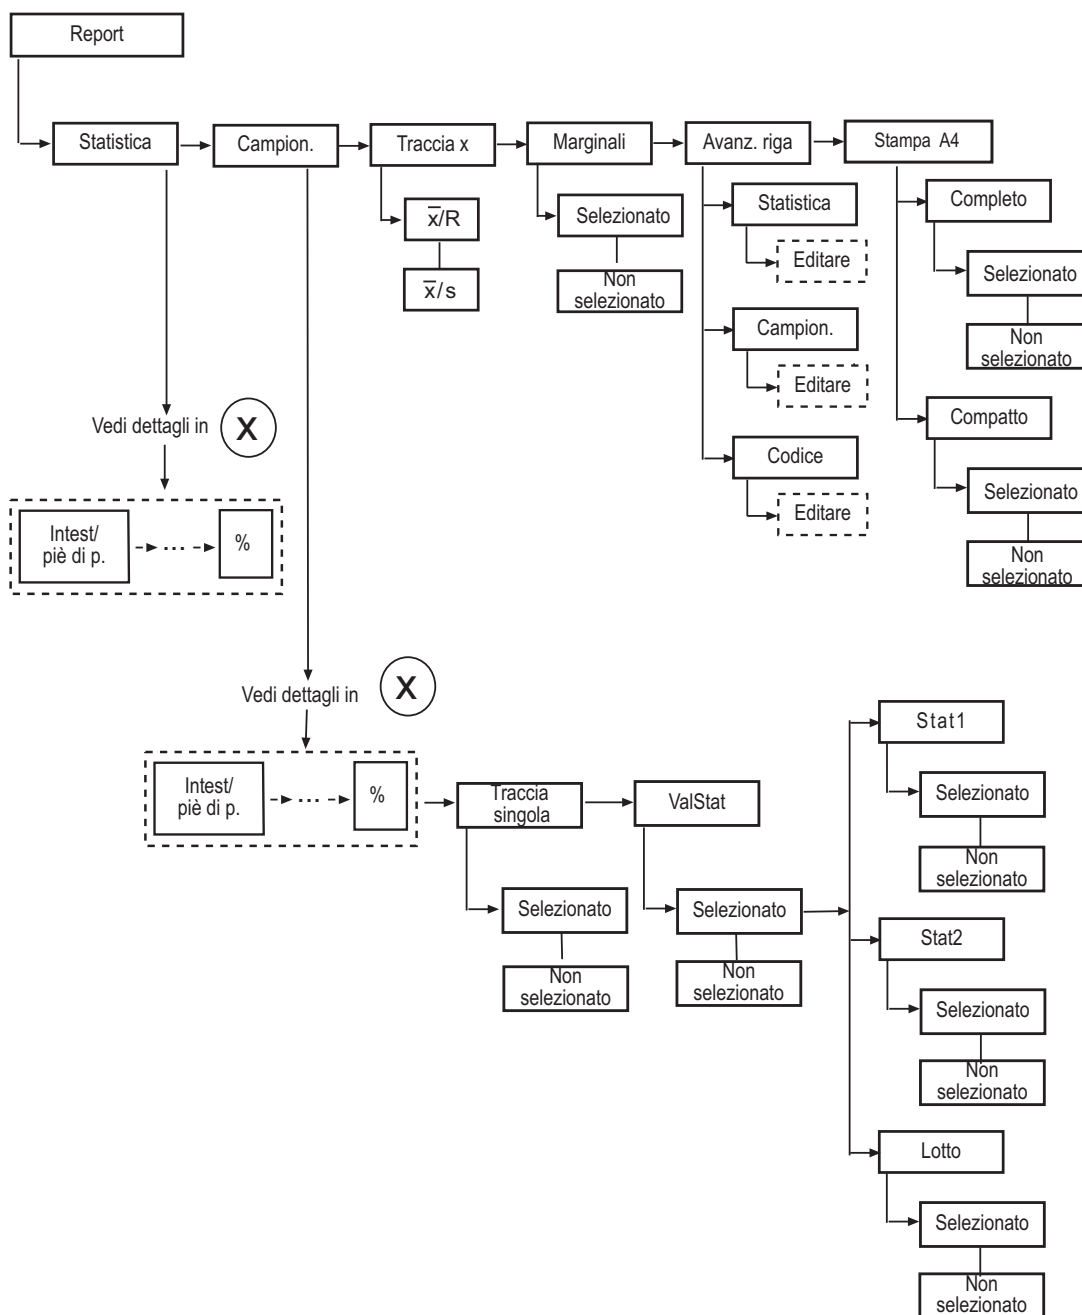 Report
Statistica
Campion.
Traccia x
Marginali
Avanz. riga
Stampa A4
x̅/R
x̅/s
Selezionato
Non
selezionato
Statistica
Editare
Campion.
Editare
Codice
Editare
Completo
Selezionato
Non
selezionato
Compatto
Selezionato
Non
selezionato
Vedi dettagli in
X
Intest/
piè di p.
...
%
Vedi dettagli in
X
Intest/
piè di p.
...
%
Traccia
singola
Selezionato
Non
selezionato
ValStat
Selezionato
Non
selezionato
Stat1
Selezionato
Non
selezionato
Stat2
Selezionato
Non
selezionato
Lotto
Selezionato
Non
selezionato